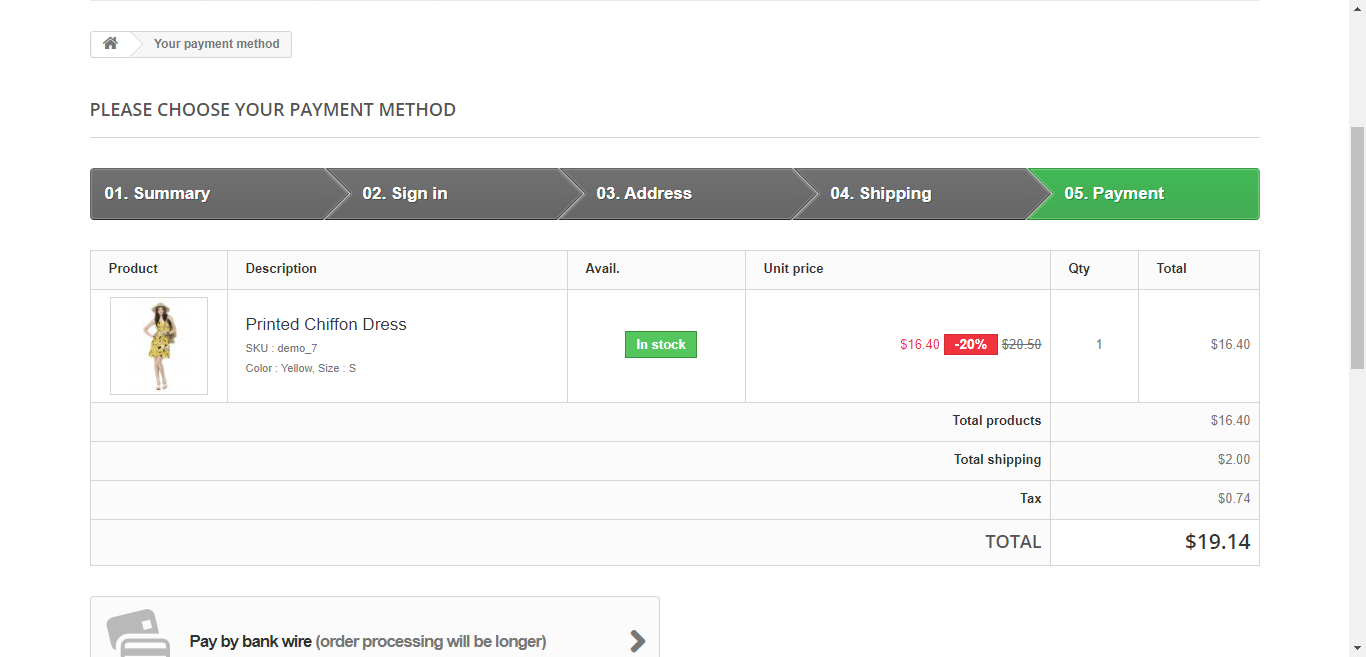 Your payment method
PLEASE CHOOSE YOUR PAYMENT METHOD
01. Summary 02. Sign in 03. Address 04. Shipping 05. Payment
Product Description Avail. Unit price Qty Total
Printed Chiffon Dress
SKU : demo_7
Color : Yellow, Size : S
In stock
$16.40 -20% $20.50 1 $16.40
Total products $16.40
Total shipping $2.00
Tax $0.74
TOTAL $19.14
Pay by bank wire (order processing will be longer)